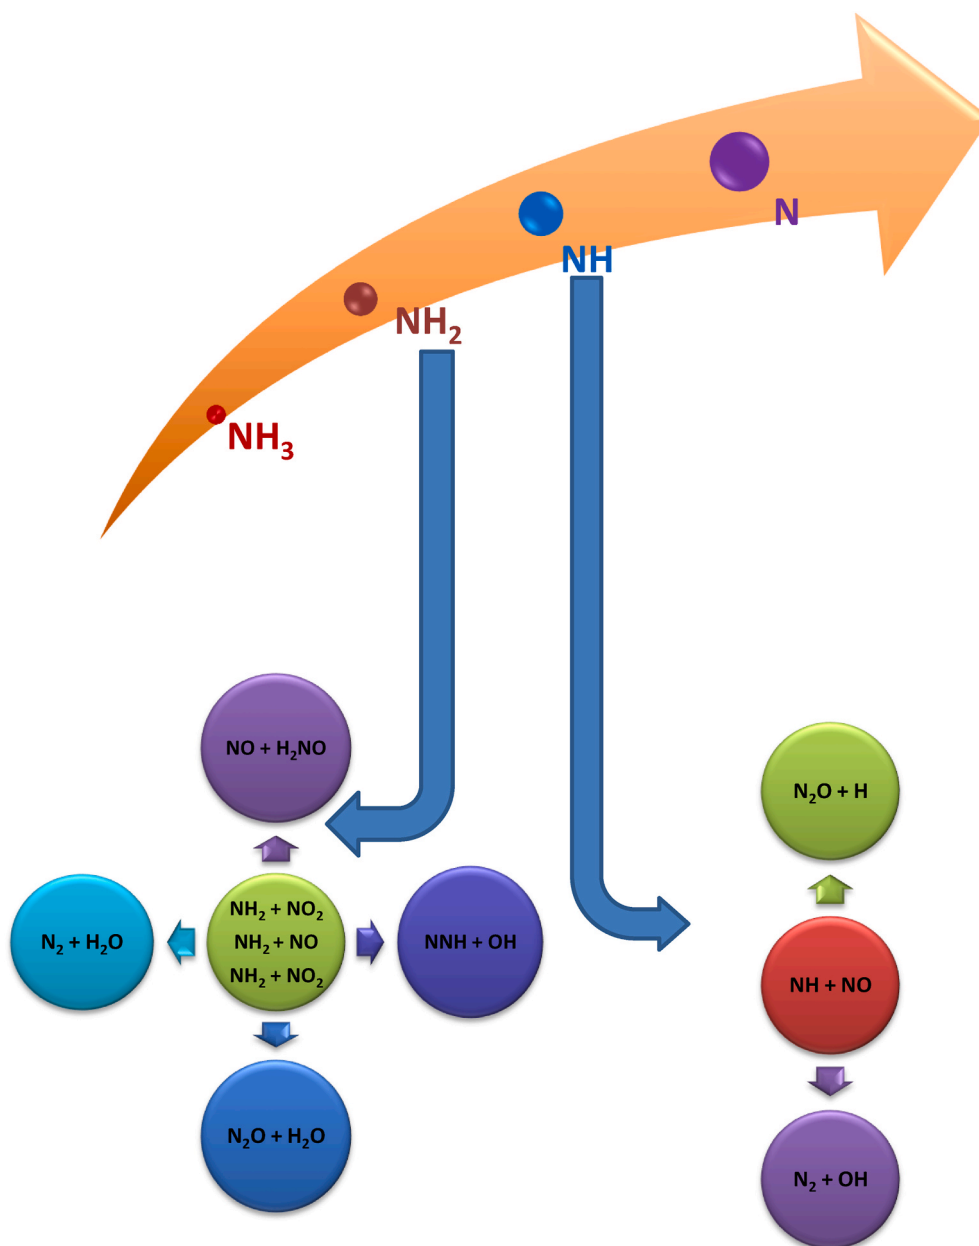 N
NH
NH₂
NH₃
NO + H₂NO
N₂O + H
NH₂ + NO₂
NH₂ + NO
NH₂ + NO₂
N₂ + H₂O
NNH + OH
NH + NO
N₂O + H₂O
N₂ + OH